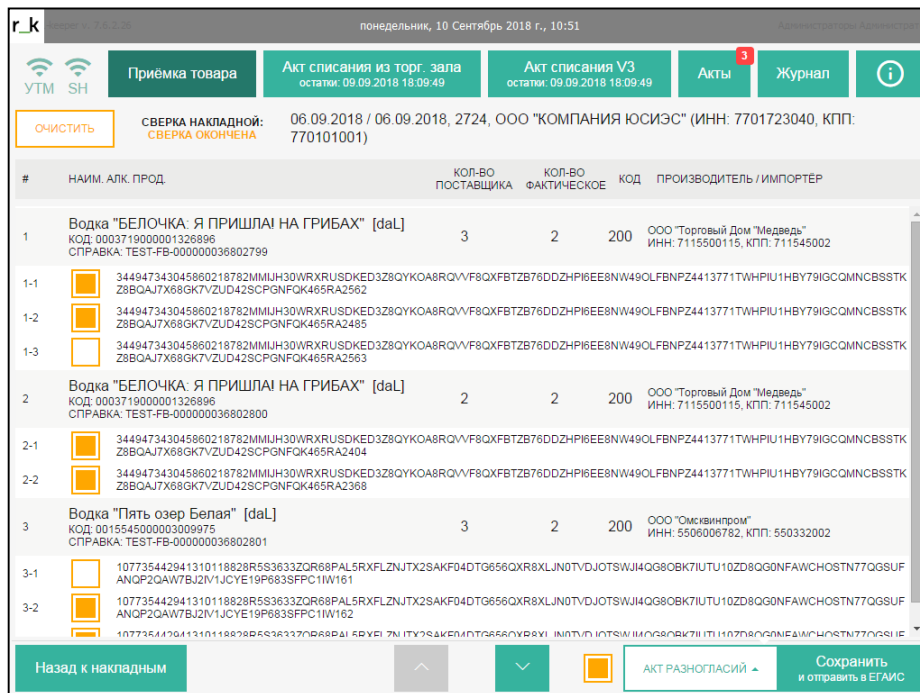 r_k keeper v. 7.6.2.26 понедельник, 10 Сентябрь 2018 г., 10:51 Администраторы
УТМ SH Приёмка товара Акт списания из торг. зала Акт списания V3 Акты 3 Журнал i
остатки: 09.09.2018 18:09:49 остатки: 09.09.2018 18:09:49
ОЧИСТИТЬ
СВЕРКА НАКЛАДНОЙ:
СВЕРКА ОКОНЧЕНА
06.09.2018 / 06.09.2018, 2724, ООО "КОМПАНИЯ ЮСИЭС" (ИНН: 7701723040, КПП:
770101001)
# НАИМ. АЛК. ПРОД. КОЛ-ВО ПОСТАВЩИКА КОЛ-ВО ФАКТИЧЕСКОЕ КОД ПРОИЗВОДИТЕЛЬ / ИМПОРТЁР
1 Водка "БЕЛОЧКА: Я ПРИШЛА! НА ГРИБАХ" [daL] 3 2 200 ООО "Торговый Дом "Медведь"
КОД: 0003719000001326896 ИНН: 7115500115, КПП: 711545002
СПРАВКА: TEST-FB-000000036802799
1-1 34494734304586021878­2MMIJH30WRXRUSDKED3Z8QYKOA8RQVVF8QXFBTZB76DDZHPI6EE8NW49OLFBNPZ4413771TWHPIU1HBY79IGCQMNCBSSTK
Z8BQAJ7X68GK7VZUD42SCPGNFQK465RA2562
1-2 344947343045860218782MMIJH30WRXRUSDKED3Z8QYKOA8RQVVF8QXFBTZB76DDZHPI6EE8NW49OLFBNPZ4413771TWHPIU1HBY79IGCQMNCBSSTK
Z8BQAJ7X68GK7VZUD42SCPGNFQK465RA2485
1-3 344947343045860218782MMIJH30WRXRUSDKED3Z8QYKOA8RQVVF8QXFBTZB76DDZHPI6EE8NW49OLFBNPZ4413771TWHPIU1HBY79IGCQMNCBSSTK
Z8BQAJ7X68GK7VZUD42SCPGNFQK465RA2563
2 Водка "БЕЛОЧКА: Я ПРИШЛА! НА ГРИБАХ" [daL] 2 2 200 ООО "Торговый Дом "Медведь"
КОД: 0003719000001326896 ИНН: 7115500115, КПП: 711545002
СПРАВКА: TEST-FB-000000036802800
2-1 344947343045860218782MMIJH30WRXRUSDKED3Z8QYKOA8RQVVF8QXFBTZB76DDZHPI6EE8NW49OLFBNPZ4413771TWHPIU1HBY79IGCQMNCBSSTK
Z8BQAJ7X68GK7VZUD42SCPGNFQK465RA2404
2-2 344947343045860218782MMIJH30WRXRUSDKED3Z8QYKOA8RQVVF8QXFBTZB76DDZHPI6EE8NW49OLFBNPZ4413771TWHPIU1HBY79IGCQMNCBSSTK
Z8BQAJ7X68GK7VZUD42SCPGNFQK465RA2368
3 Водка "Пять озер Белая" [daL] 3 2 200 ООО "Омсквинпром"
КОД: 0015545000003009975 ИНН: 5506006782, КПП: 550332002
СПРАВКА: TEST-FB-000000036802801
3-1 10773544294131011882­8R5S3633ZQR68PAL5RXFLZNJTX2SAKF04DTG656QXR8XLJN0TVDJOTSWJI4QG8OBK7IUTU10ZD8QG0NFAWCHOSTN77QGSUF
ANQP2QAW7BJ2IV1JCYE19P683SFPC1IW161
3-2 107735442941310118828R5S3633ZQR68PAL5RXFLZNJTX2SAKF04DTG656QXR8XLJN0TVDJOTSWJI4QG8OBK7IUTU10ZD8QG0NFAWCHOSTN77QGSUF
ANQP2QAW7BJ2IV1JCYE19P683SFPC1IW162
107735442941310118828R5S3633ZQR68PAL5RXFLZNJTX2SAKF04DTG656QXR8XLJN0TVDJOTSWJI4QG8OBK7IUTU10ZD8QG0NFAWCHOSTN77QGSUF
Назад к накладным АКТ РАЗНОГЛАСИЙ Сохранить
и отправить в ЕГАИС